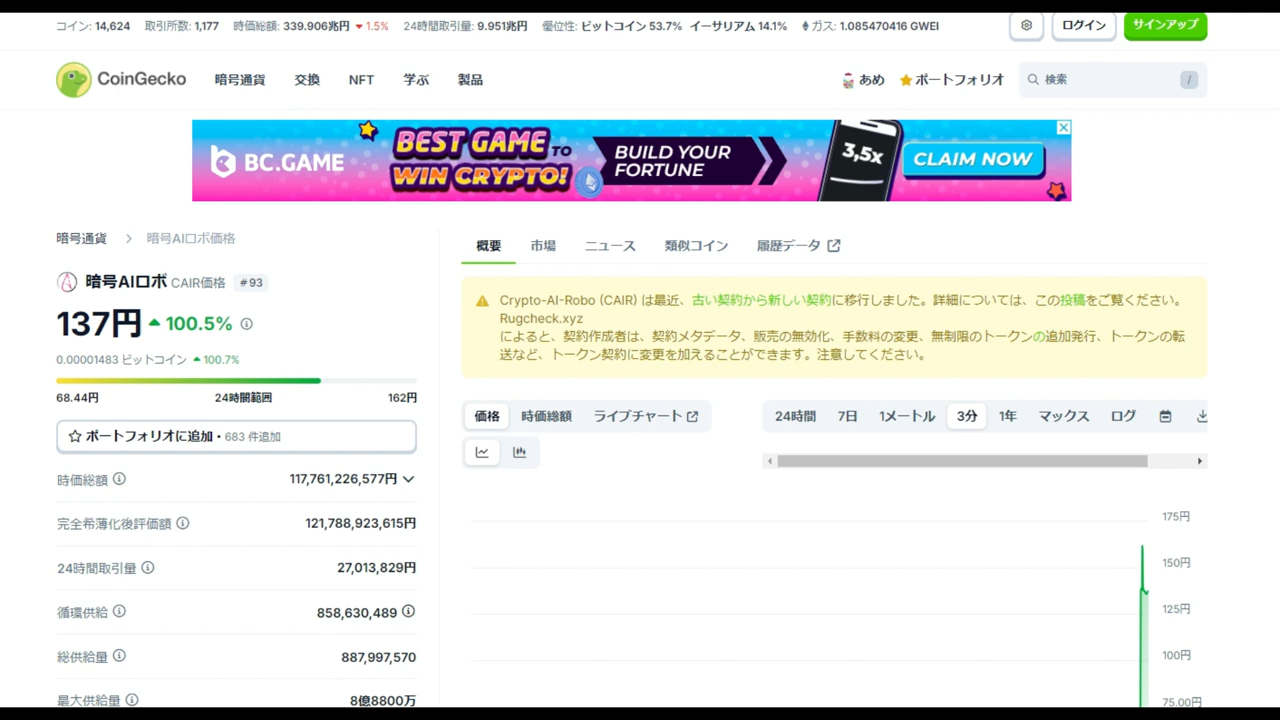 コイン: 14,624 取引所数: 1,177 時価総額: 339.906兆円 1.5% 24時間取引量: 9.951兆円 優位性: ビットコイン 53.7% イーサリアム 14.1% ガス: 1.085470416 GWEI
ログイン
サインアップ
CoinGecko
暗号通貨 交換 NFT 学ぶ 製品
あめ ポートフォリオ 検索 /
BC.GAME
BEST GAME TO
WIN CRYPTO!
BUILD YOUR
FORTUNE
3,5x
CLAIM NOW
暗号通貨 > 暗号AIロボ価格
暗号AIロボ CAIR価格 #93
137円 100.5%
0.00001483 ビットコイン 100.7%
68.44円 24時間範囲 162円
ポートフォリオに追加 • 683 件追加
時価総額 117,761,226,577円
完全希薄化後評価額 121,788,923,615円
24時間取引量 27,013,829円
循環供給 858,630,489
総供給量 887,997,570
最大供給量 8億8800万
概要 市場 ニュース 類似コイン 履歴データ
Crypto-AI-Robo (CAIR) は最近、古い契約から新しい契約に移行しました。詳細については、この投稿をご覧ください。
Rugcheck.xyz
によると、契約作成者は、契約メタデータ、販売の無効化、手数料の変更、無制限のトークンの追加発行、トークンの転
送など、トークン契約に変更を加えることができます。注意してください。
価格 時価総額 ライブチャート
24時間 7日 1メートル 3分 1年 マックス ログ
175円
150円
125円
100円
75.00円